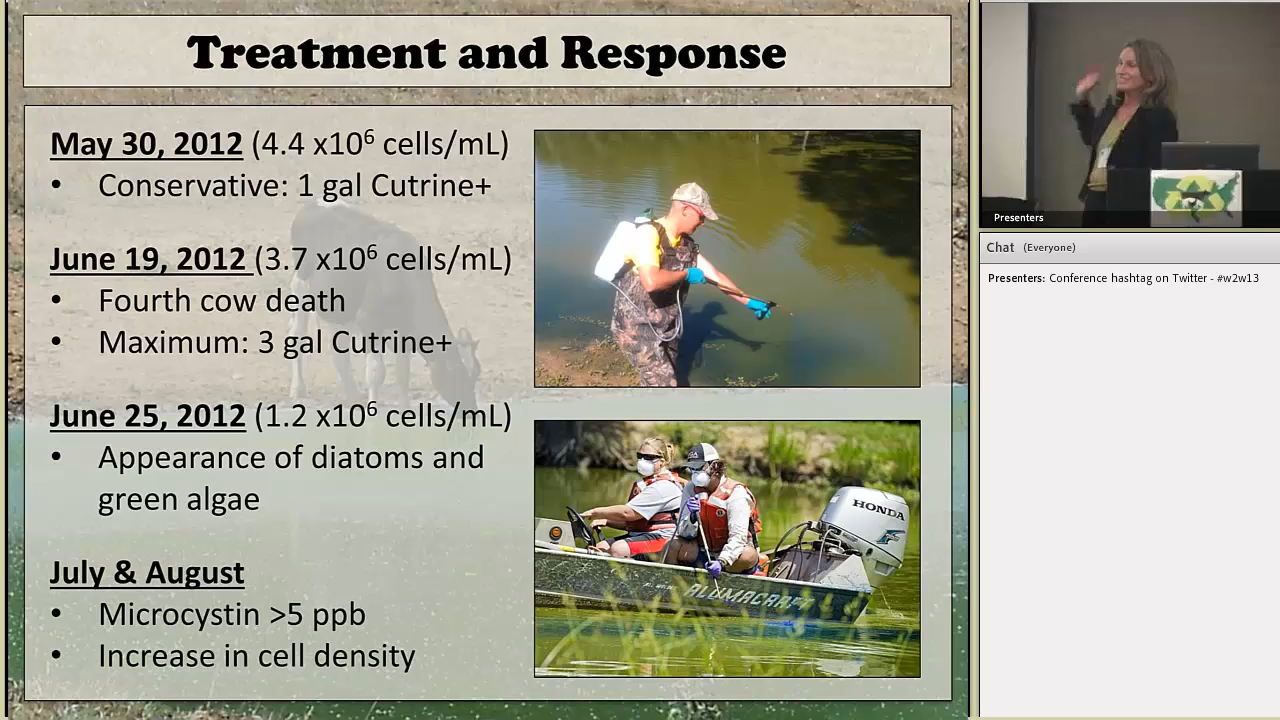 Treatment and Response
May 30, 2012 (4.4 x10⁶ cells/mL)
• Conservative: 1 gal Cutrine+
June 19, 2012 (3.7 x10⁶ cells/mL)
• Fourth cow death
• Maximum: 3 gal Cutrine+
June 25, 2012 (1.2 x10⁶ cells/mL)
• Appearance of diatoms and
green algae
July & August
• Microcystin >5 ppb
• Increase in cell density
HONDA
ALUMACRAFT
Presenters
Chat (Everyone)
Presenters: Conference hashtag on Twitter - #w2w13